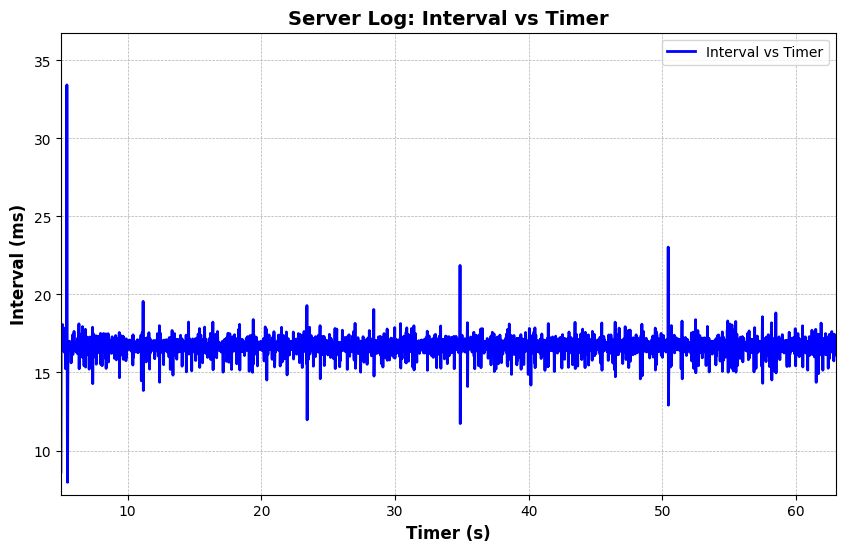 Server Log: Interval vs Timer
Interval vs Timer
35
30
25
20
15
10
Interval (ms)
10 20 30 40 50 60
Timer (s)